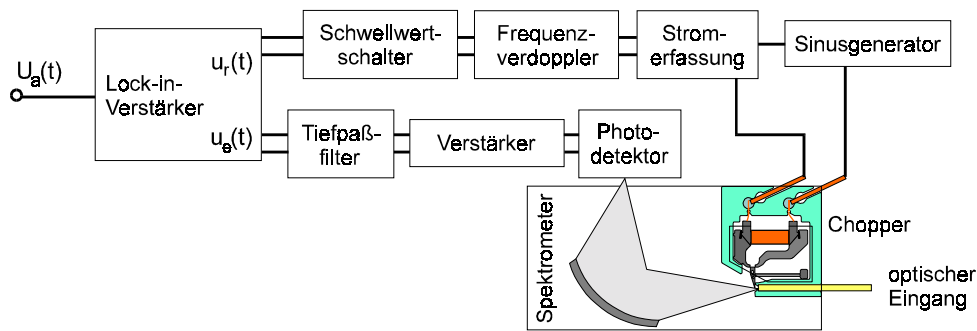 Schwellwert-
schalter
Frequenz-
verdoppler
Strom-
erfassung
Sinusgenerator
Ua(t)
Lock-in-
Verstärker
ur(t)
ue(t)
Tiefpaß-
filter
Verstärker
Photo-
detektor
Spektrometer
Chopper
optischer
Eingang